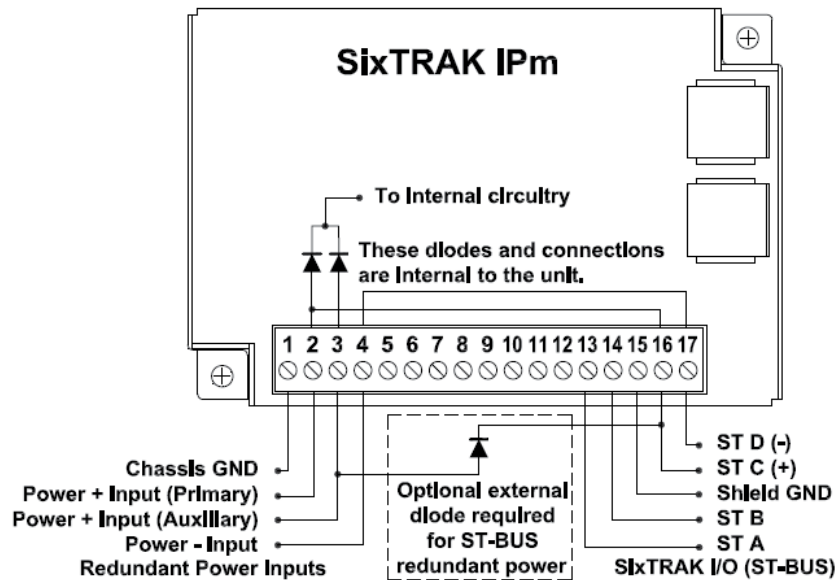 SixTRAK IPm
To Internal circuitry
These diodes and connections
are Internal to the unit.
1 2 3 4 5 6 7 8 9 10 11 12 13 14 15 16 17
Chassis GND
Power + Input (Primary)
Power + Input (Auxiliary)
Power - Input
Redundant Power Inputs
Optional external
diode required
for ST-BUS
redundant power
ST D (-)
ST C (+)
Shield GND
ST B
ST A
SixTRAK I/O (ST-BUS)